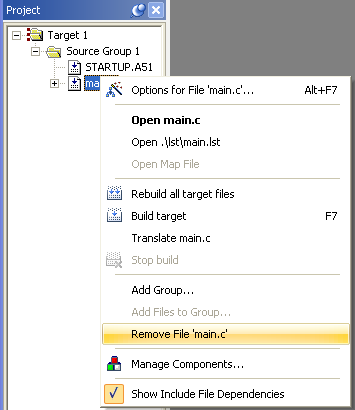 Project
Target 1
Source Group 1
STARTUP.A51
ma
Options for File 'main.c'... Alt+F7
Open main.c
Open .\lst\main.lst
Open Map File
Rebuild all target files
Build target F7
Translate main.c
Stop build
Add Group...
Add Files to Group...
Remove File 'main.c'
Manage Components...
Show Include File Dependencies